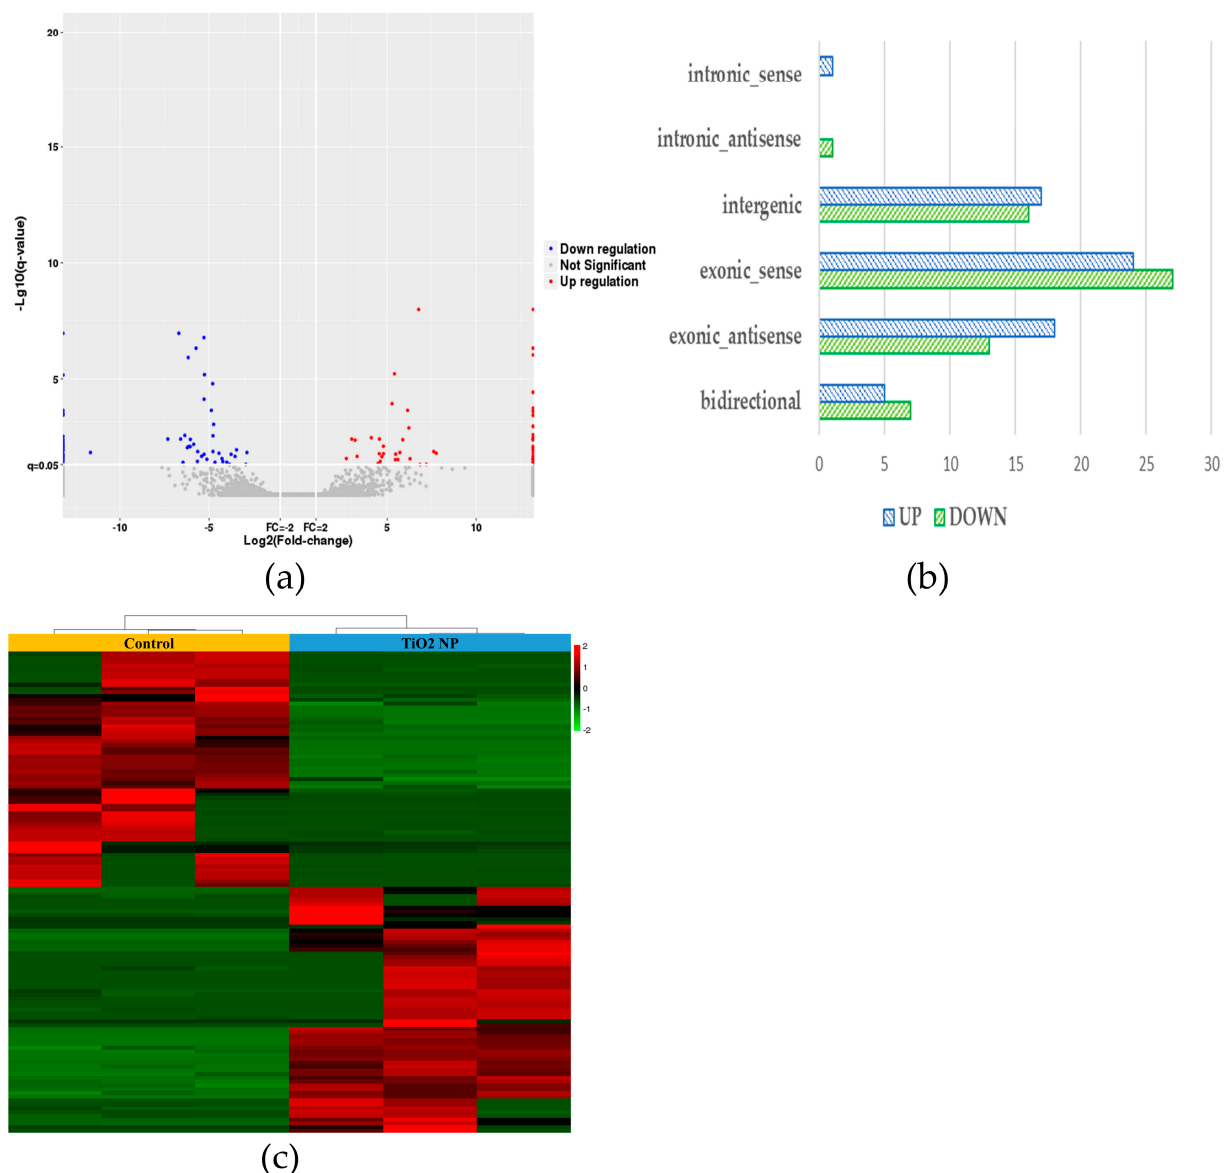 20
15
10
5
q=0.05
-Lg10(q-value)
-10
-5
FC=-2
FC=2
5
10
Log2(Fold-change)
Down regulation
Not Significant
Up regulation
(a)
intronic_sense
intronic_antisense
intergenic
exonic_sense
exonic_antisense
bidirectional
0 5 10 15 20 25 30
UP DOWN
(b)
Control
TiO2 NP
2
1
0
-1
-2
(c)